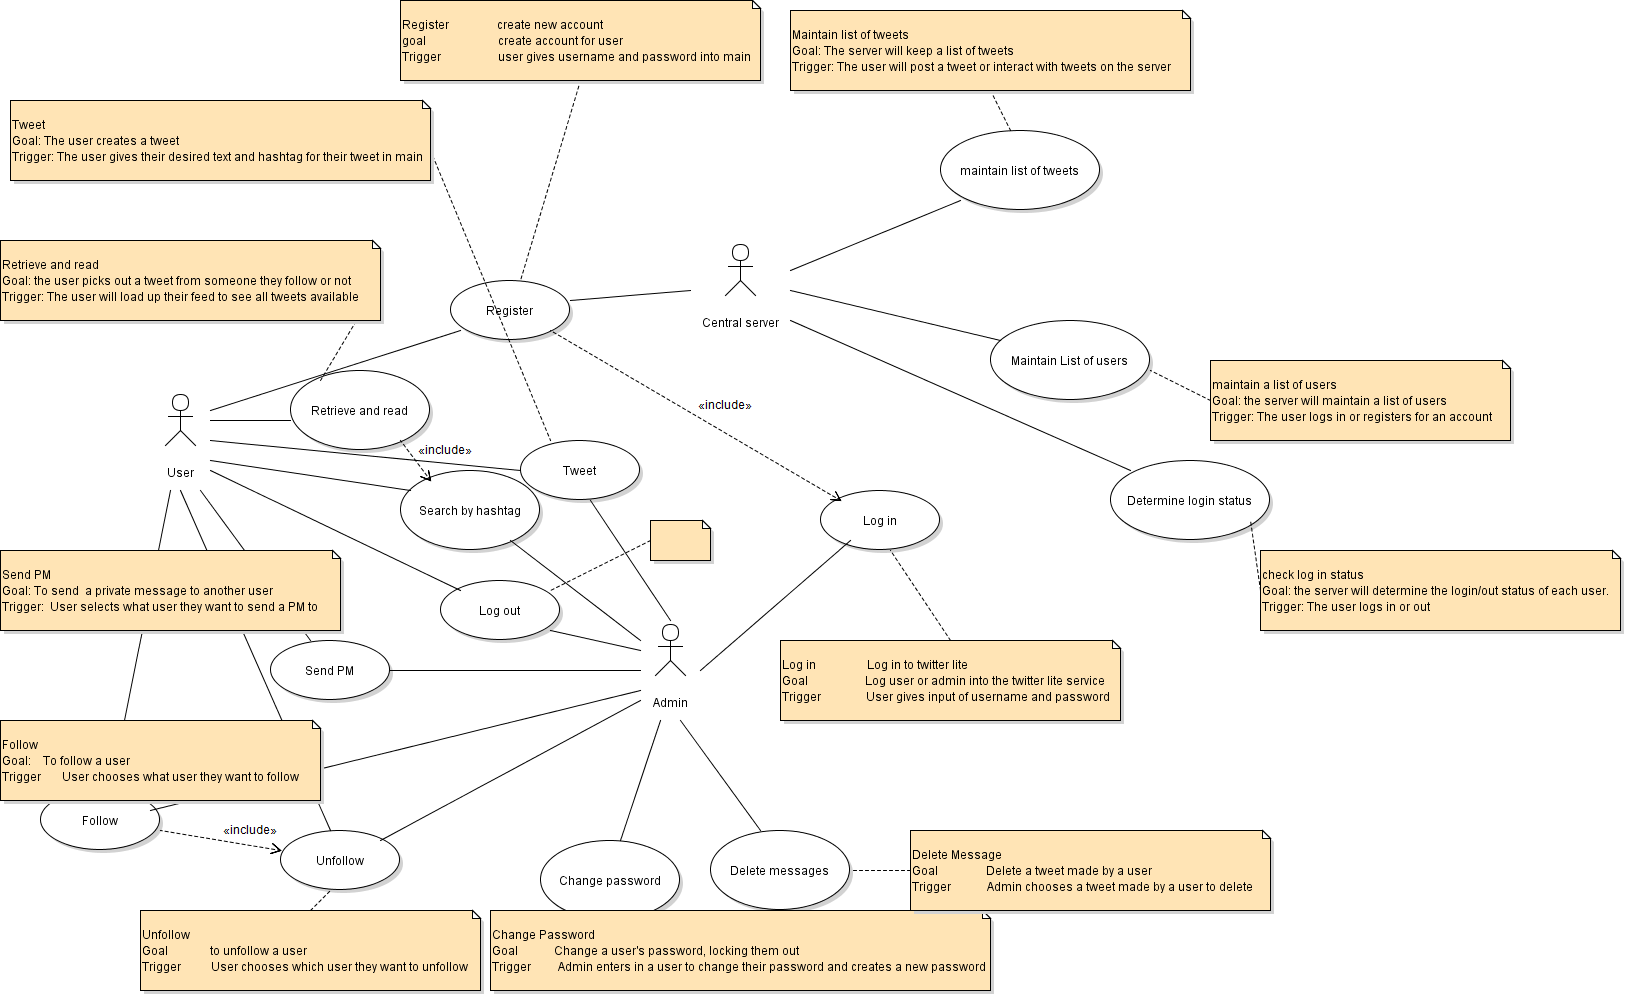 Register create new account
goal create account for user
Trigger user gives username and password into main
Maintain list of tweets
Goal: The server will keep a list of tweets
Trigger: The user will post a tweet or interact with tweets on the server
Tweet
Goal: The user creates a tweet
Trigger: The user gives their desired text and hashtag for their tweet in main
maintain list of tweets
Retrieve and read
Goal: the user picks out a tweet from someone they follow or not
Trigger: The user will load up their feed to see all tweets available
Register
Central server
Maintain List of users
maintain a list of users
Goal: the server will maintain a list of users
Trigger: The user logs in or registers for an account
Retrieve and read
«include»
«include»
User
Tweet
Search by hashtag
Log in
Determine login status
check log in status
Goal: the server will determine the login/out status of each user.
Trigger: The user logs in or out
Send PM
Goal: To send a private message to another user
Trigger: User selects what user they want to send a PM to
Log out
Send PM
Admin
Log in Log in to twitter lite
Goal Log user or admin into the twitter lite service
Trigger User gives input of username and password
Follow
Goal: To follow a user
Trigger User chooses what user they want to follow
Follow
«include»
Unfollow
Change password
Delete messages
Delete Message
Goal Delete a tweet made by a user
Trigger Admin chooses a tweet made by a user to delete
Unfollow
Goal to unfollow a user
Trigger User chooses which user they want to unfollow
Change Password
Goal Change a user's password, locking them out
Trigger Admin enters in a user to change their password and creates a new password